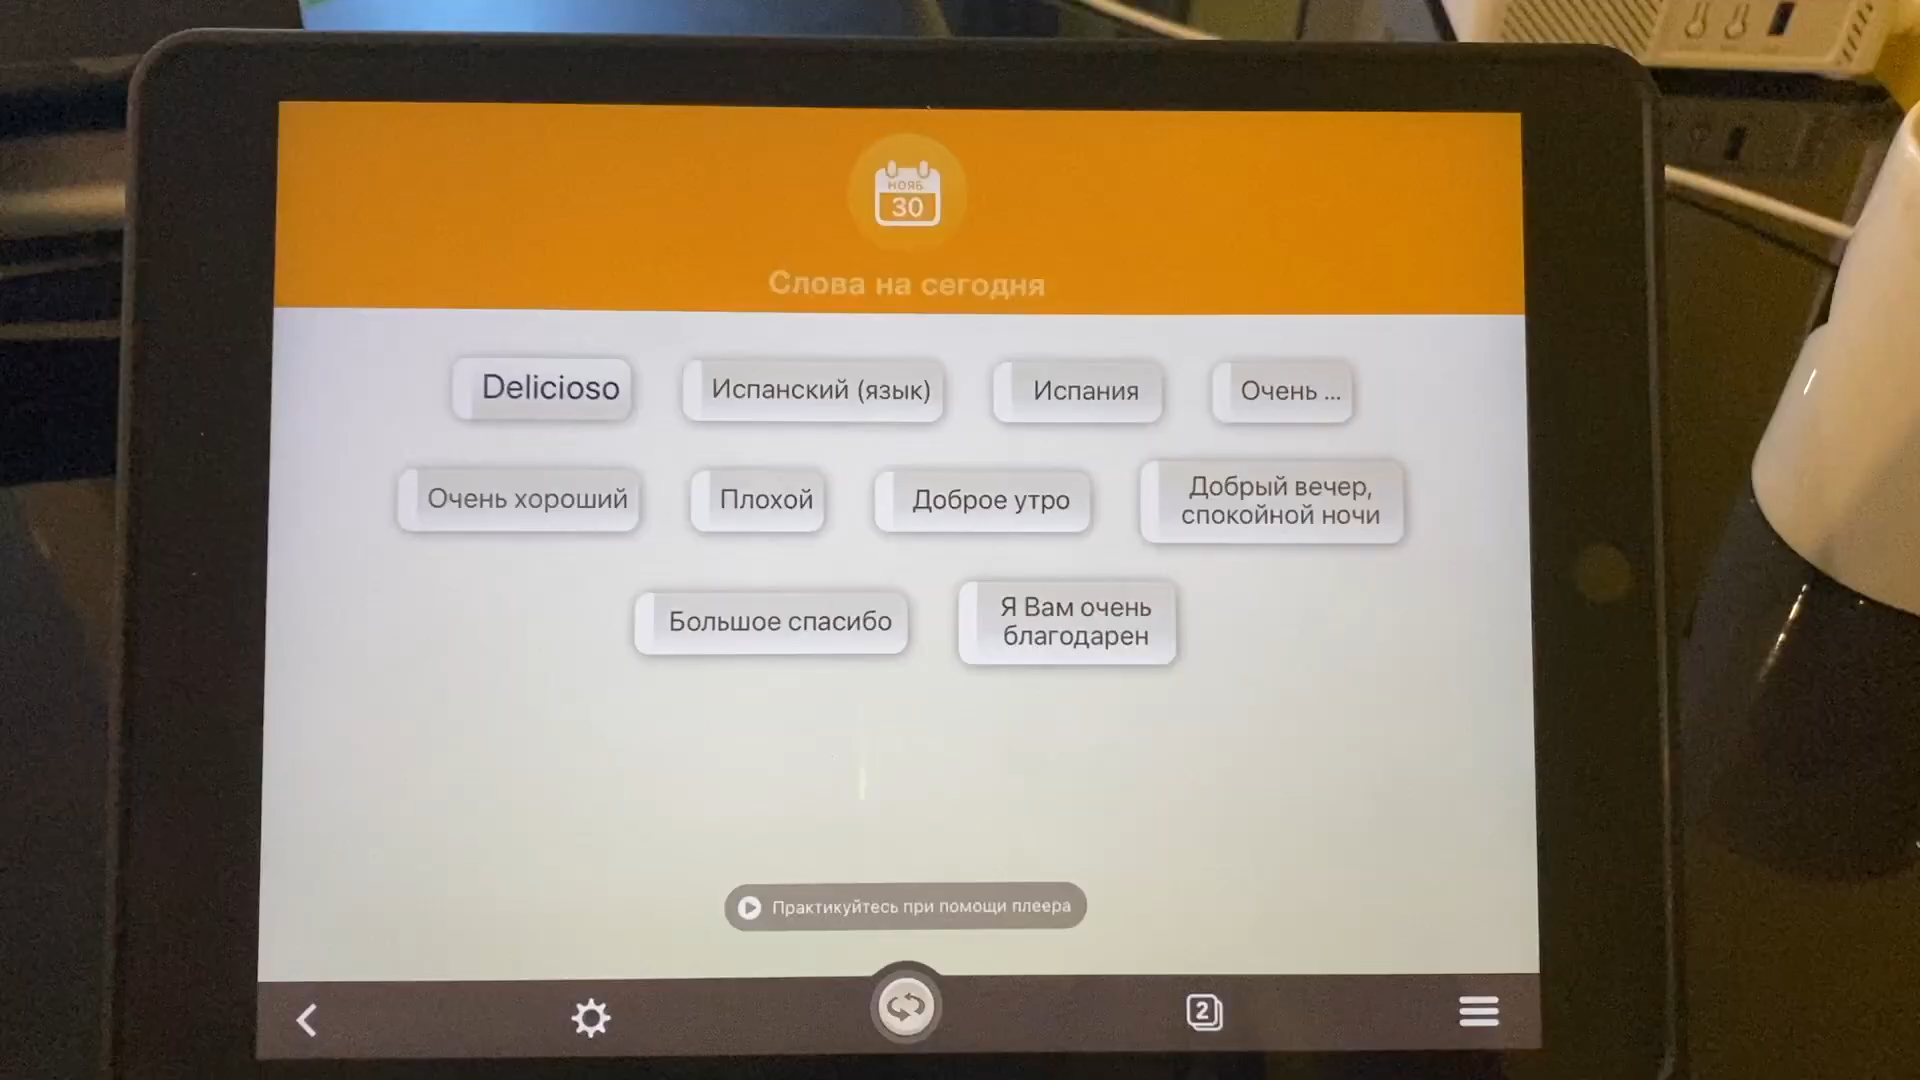 НОЯБ.
30
Слова на сегодня
Delicioso
Испанский (язык)
Испания
Очень ...
Очень хороший
Плохой
Доброе утро
Добрый вечер,
спокойной ночи
Большое спасибо
Я Вам очень
благодарен
Практикуйтесь при помощи плеера
2